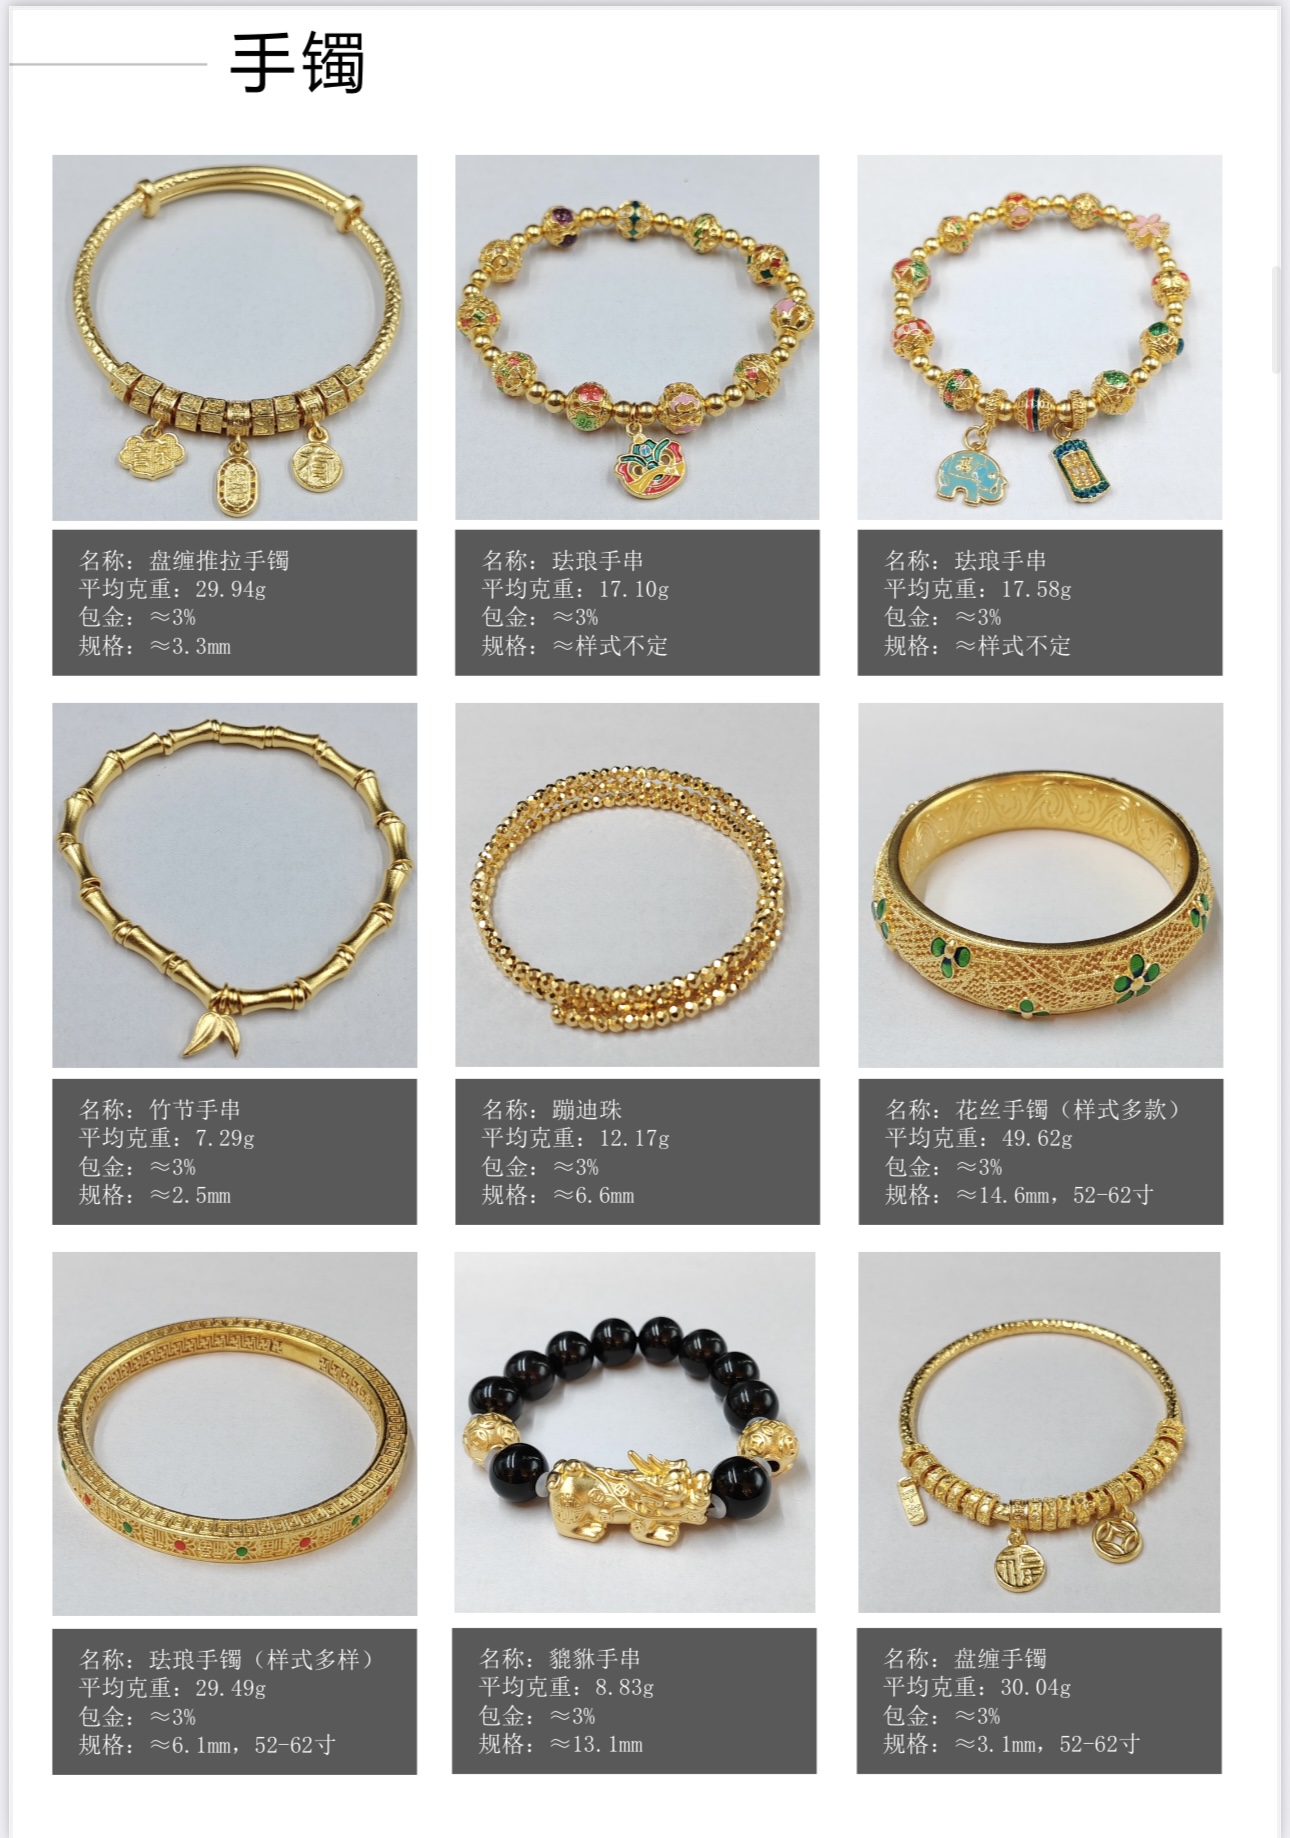 手镯
名称：盘缠推拉手镯
平均克重：29.94g
包金：≈3%
规格：≈3.3mm
名称：珐琅手串
平均克重：17.10g
包金：≈3%
规格：≈样式不定
名称：珐琅手串
平均克重：17.58g
包金：≈3%
规格：≈样式不定
名称：竹节手串
平均克重：7.29g
包金：≈3%
规格：≈2.5mm
名称：蹦迪珠
平均克重：12.17g
包金：≈3%
规格：≈6.6mm
名称：花丝手镯（样式多款）
平均克重：49.62g
包金：≈3%
规格：≈14.6mm，52-62寸
名称：珐琅手镯（样式多样）
平均克重：29.49g
包金：≈3%
规格：≈6.1mm，52-62寸
名称：貔貅手串
平均克重：8.83g
包金：≈3%
规格：≈13.1mm
名称：盘缠手镯
平均克重：30.04g
包金：≈3%
规格：≈3.1mm，52-62寸